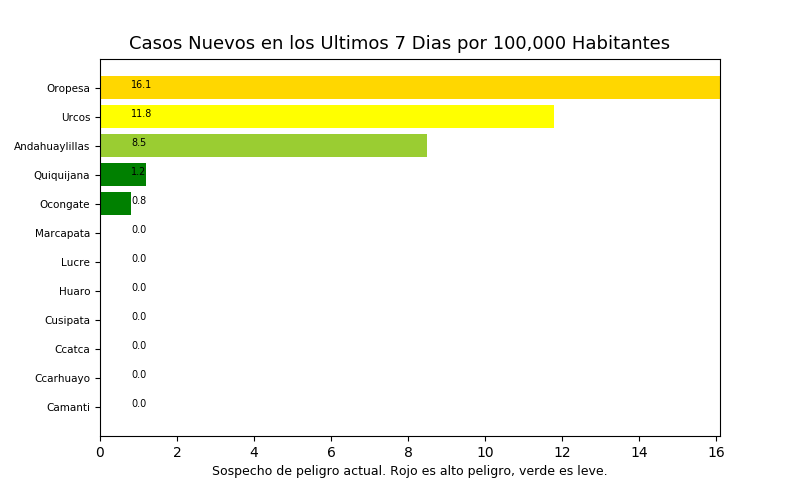 Casos Nuevos en los Ultimos 7 Dias por 100,000 Habitantes
Oropesa 16.1
Urcos 11.8
Andahuaylillas 8.5
Quiquijana 1.2
Ocongate 0.8
Marcapata 0.0
Lucre 0.0
Huaro 0.0
Cusipata 0.0
Ccatca 0.0
Ccarhuayo 0.0
Camanti 0.0
0 2 4 6 8 10 12 14 16
Sospecho de peligro actual. Rojo es alto peligro, verde es leve.